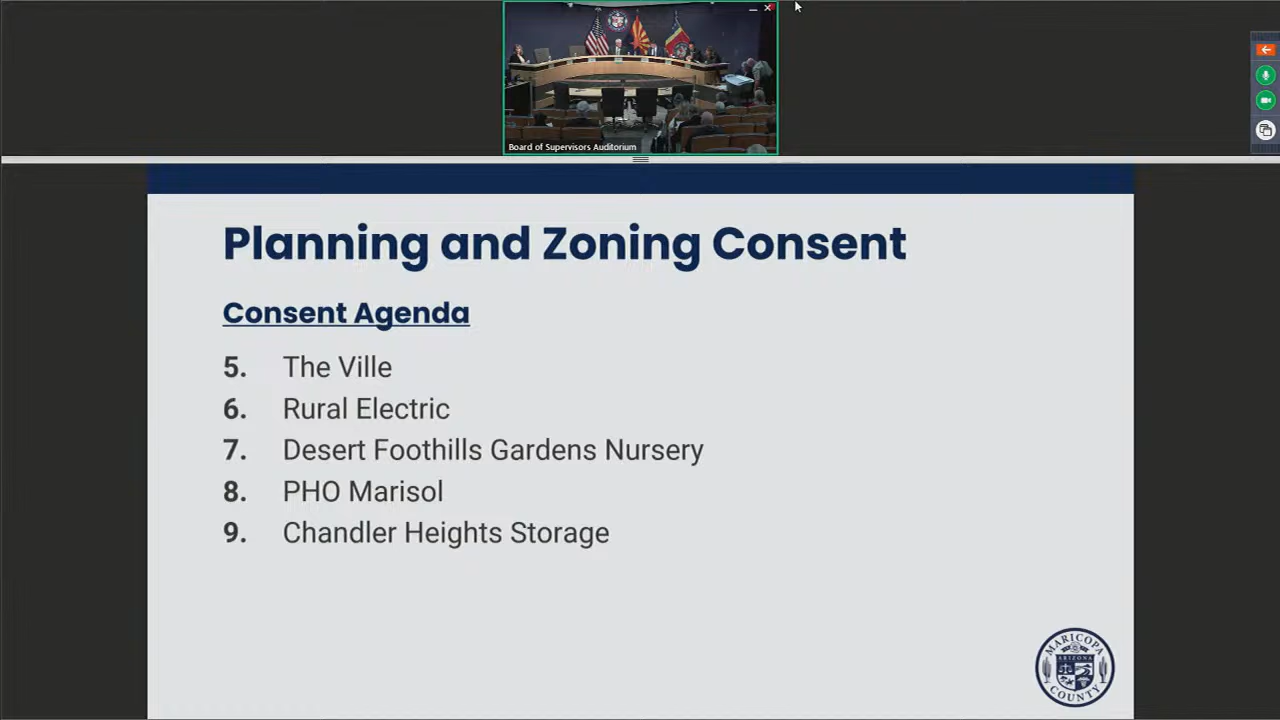 Board of Supervisors Auditorium
Planning and Zoning Consent
Consent Agenda
5. The Ville
6. Rural Electric
7. Desert Foothills Gardens Nursery
8. PHO Marisol
9. Chandler Heights Storage
MARICOPA
ARIZONA
COUNTY